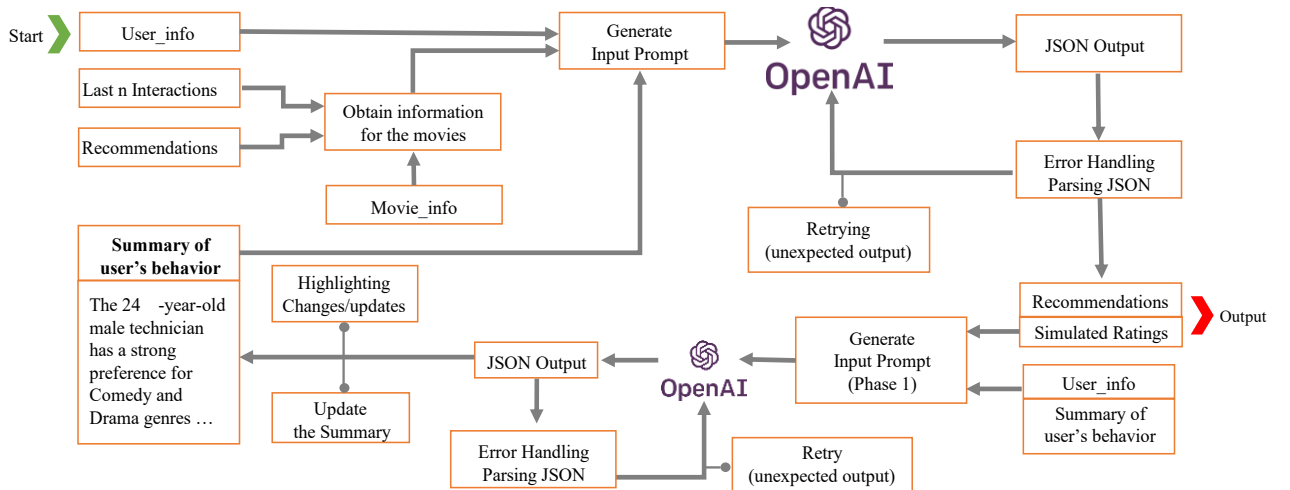 Start
User_info
Generate
Input Prompt
OpenAI
JSON Output
Last n Interactions
Obtain information
for the movies
Recommendations
Error Handling
Parsing JSON
Movie_info
Retrying
(unexpected output)
Summary of
user's behavior
The 24 -year-old
male technician
has a strong
preference for
Comedy and
Drama genres …
Highlighting
Changes/updates
Update
the Summary
JSON Output
OpenAI
Generate
Input Prompt
(Phase 1)
Recommendations
Simulated Ratings
Output
User_info
Summary of
user's behavior
Error Handling
Parsing JSON
Retry
(unexpected output)